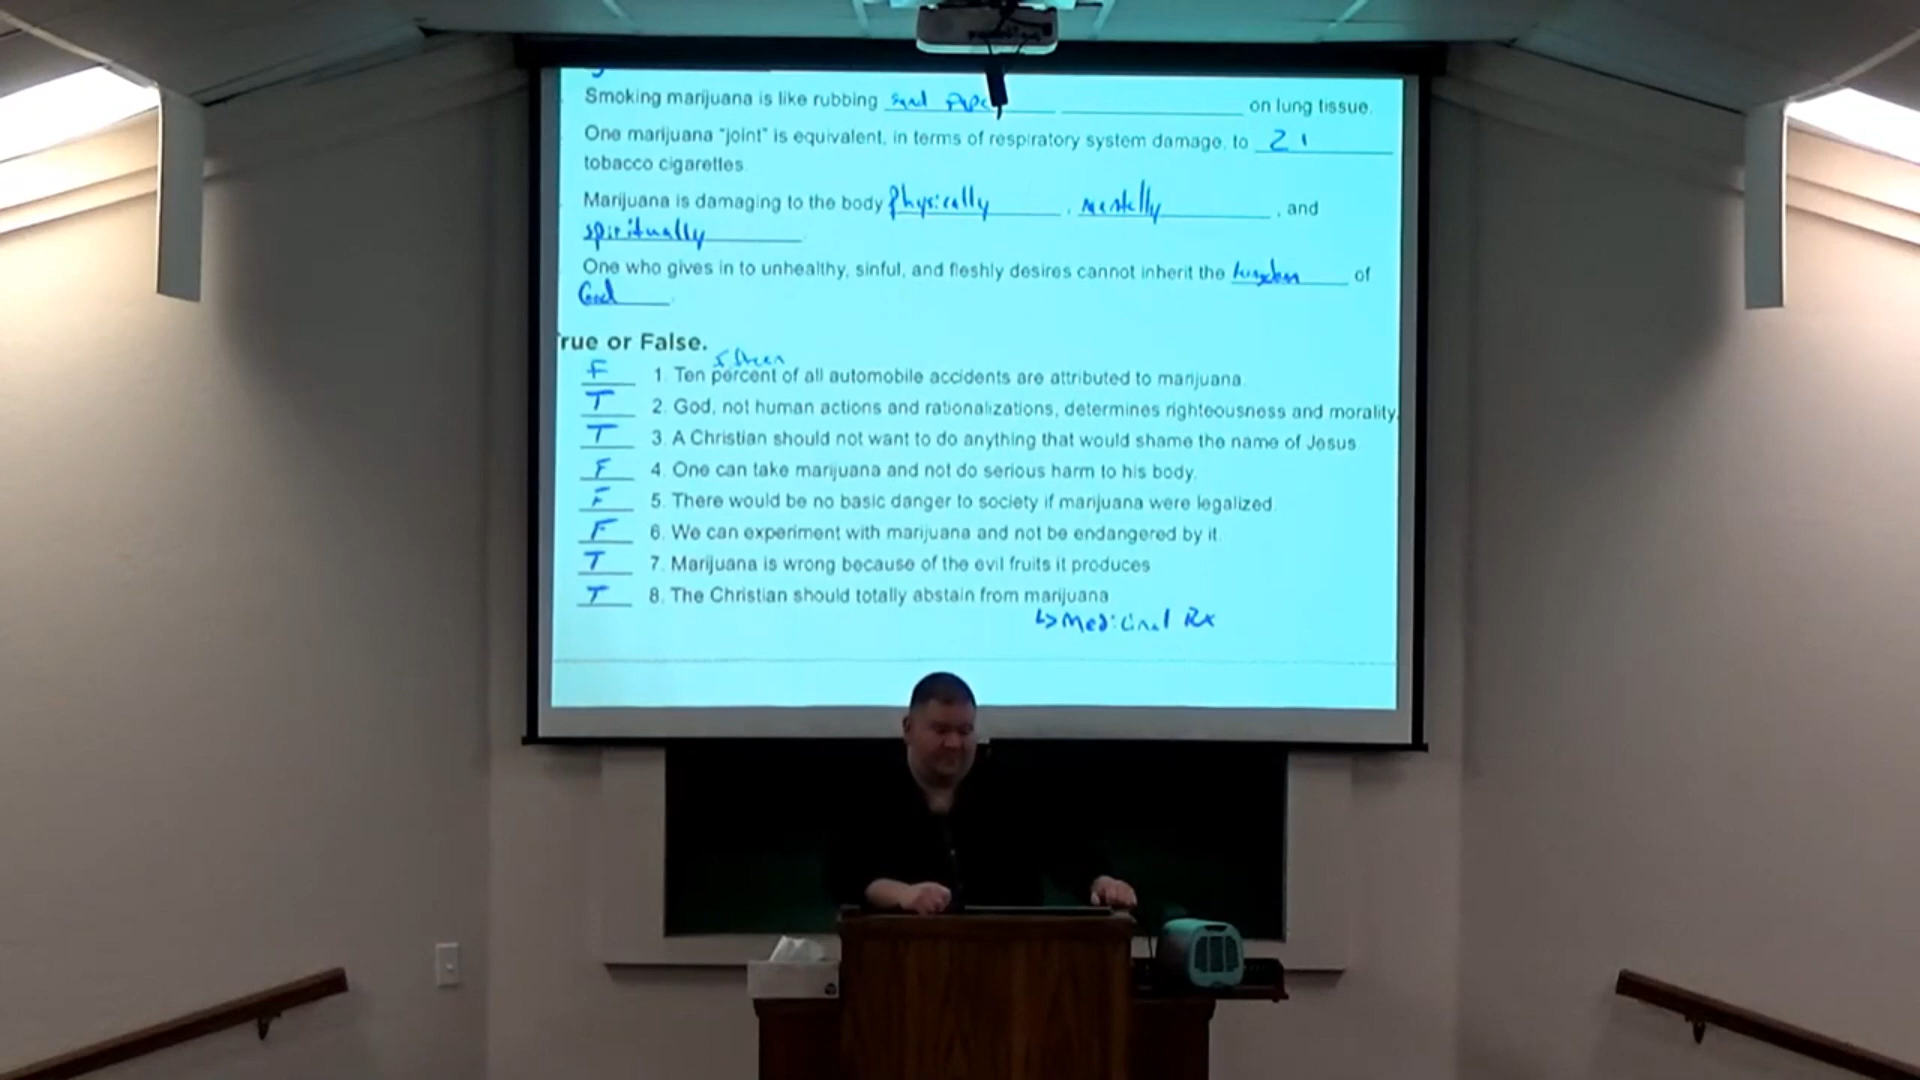 Smoking marijuana is like rubbing sand pape on lung tissue.
One marijuana "joint" is equivalent, in terms of respiratory system damage, to 21
tobacco cigarettes.
Marijuana is damaging to the body physically, mentally, and
spiritually
One who gives in to unhealthy, sinful, and fleshly desires cannot inherit the kingdom of
God.
rue or False.
F 1. Ten percent of all automobile accidents are attributed to marijuana.
T 2. God, not human actions and rationalizations, determines righteousness and morality.
T 3. A Christian should not want to do anything that would shame the name of Jesus
F 4. One can take marijuana and not do serious harm to his body.
F 5. There would be no basic danger to society if marijuana were legalized.
F 6. We can experiment with marijuana and not be endangered by it.
T 7. Marijuana is wrong because of the evil fruits it produces
T 8. The Christian should totally abstain from marijuana
↳ Medicinal Rx